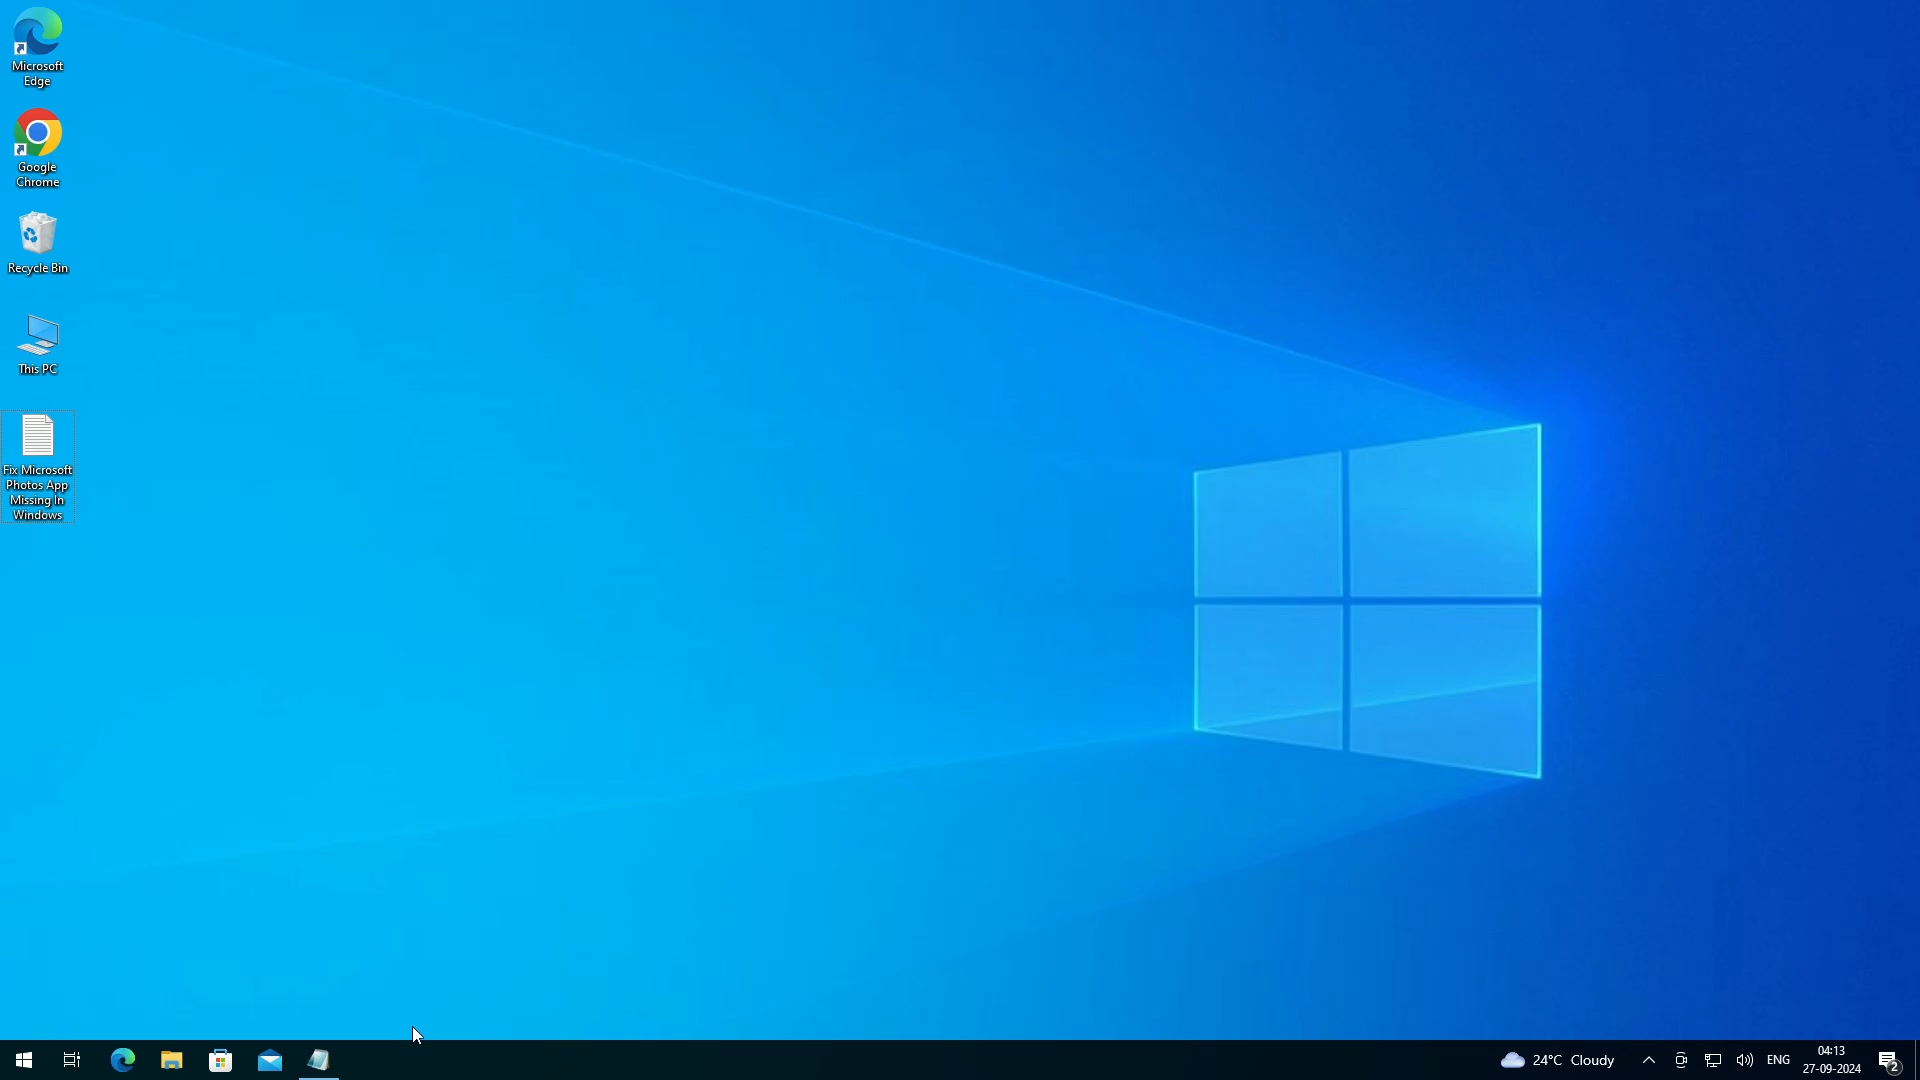 Microsoft
Edge
Google
Chrome
Recycle Bin
This PC
Fix Microsoft
Photos App
Missing In
Windows
24°C Cloudy
ENG
04:13
27-09-2024
2